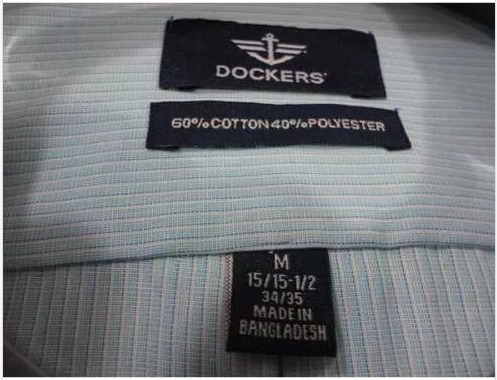 DOCKERS®
60% COTTON 40% POLYESTER
M
15/15-1/2
34/35
MADE IN
BANGLADESH